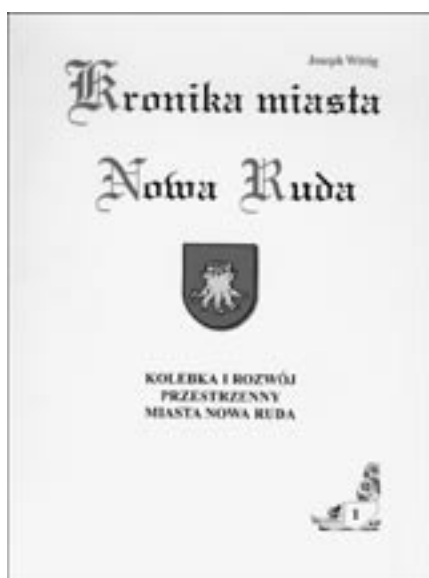 Joseph Wittig
Kronika miasta
Nowa Ruda
KOLEBKA I ROZWÓJ
PRZESTRZENNY
MIASTA NOWA RUDA
1